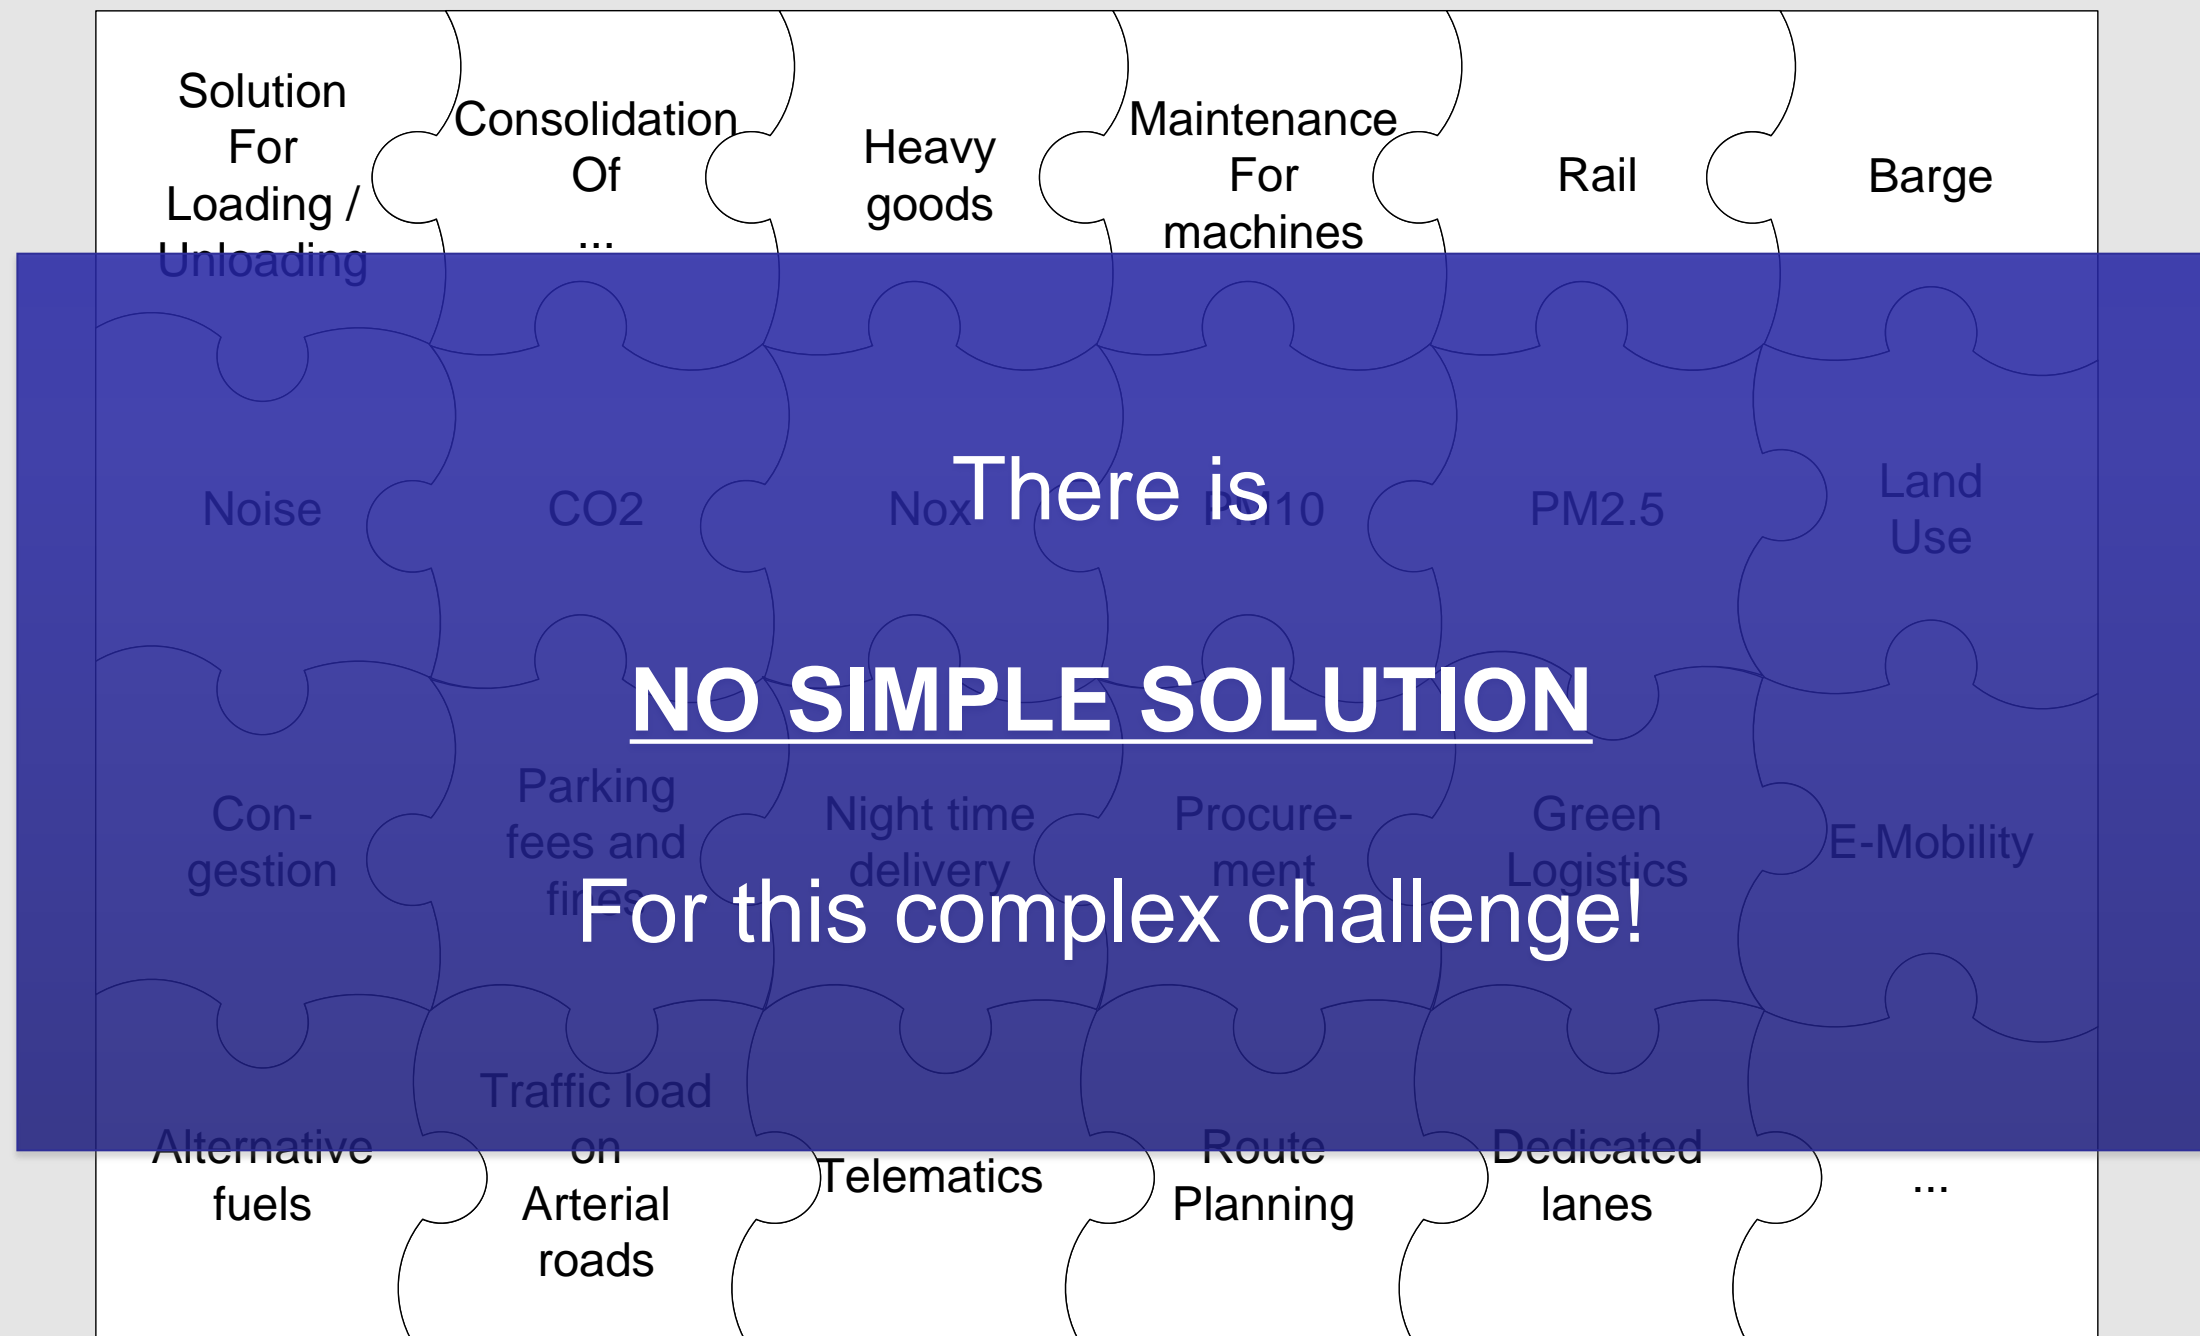 Solution
For
Loading /
Unloading
Consolidation
Of
...
Heavy
goods
Maintenance
For
machines
Rail
Barge
Noise
CO2
Nox
PM10
PM2.5
Land
Use
There is
NO SIMPLE SOLUTION
For this complex challenge!
Con-
gestion
Parking
fees and
fines
Night time
delivery
Procure-
ment
Green
Logistics
E-Mobility
Alternative
fuels
Traffic load
on
Arterial
roads
Telematics
Route
Planning
Dedicated
lanes
...